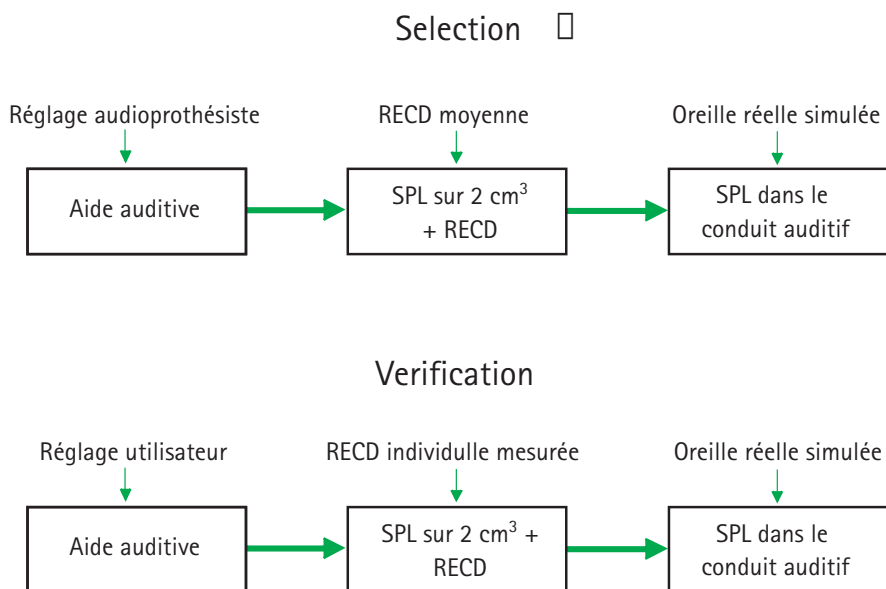 Selection
Réglage audioprothésiste RECD moyenne Oreille réelle simulée
Aide auditive
SPL sur 2 cm³
+ RECD
SPL dans le
conduit auditif
Verification
Réglage utilisateur RECD individulle mesurée Oreille réelle simulée
Aide auditive
SPL sur 2 cm³ +
RECD
SPL dans le
conduit auditif